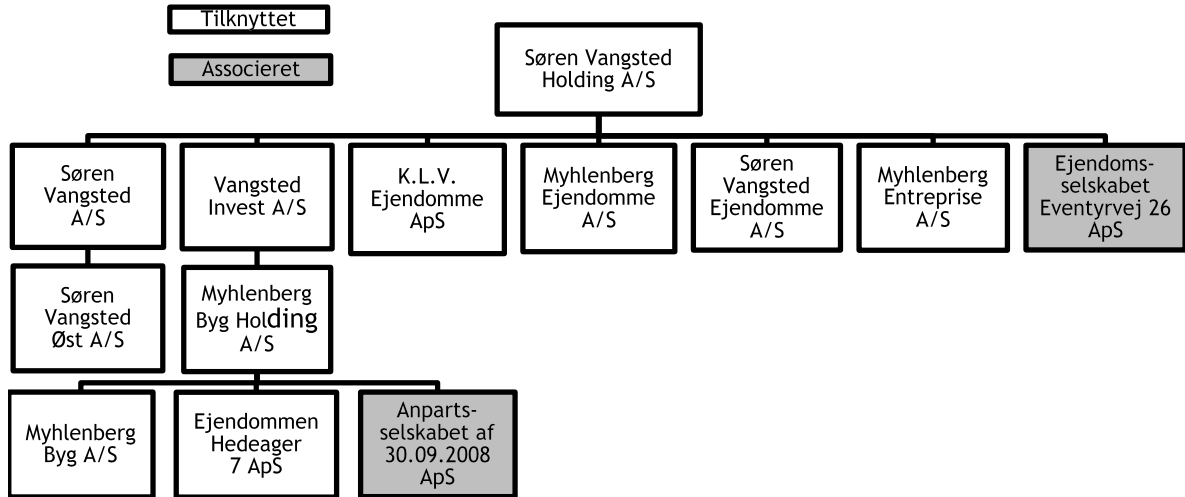 Tilknyttet
Associeret
Søren Vangsted
Holding A/S
Søren
Vangsted
A/S
Vangsted
Invest A/S
K.L.V.
Ejendomme
ApS
Myhlenberg
Ejendomme
A/S
Søren
Vangsted
Ejendomme
A/S
Myhlenberg
Entreprise
A/S
Ejendoms-
selskabet
Eventyrvej 26
ApS
Søren
Vangsted
Øst A/S
Myhlenberg
Byg Holding
A/S
Myhlenberg
Byg A/S
Ejendommen
Hedeager
7 ApS
Anparts-
selskabet af
30.09.2008
ApS